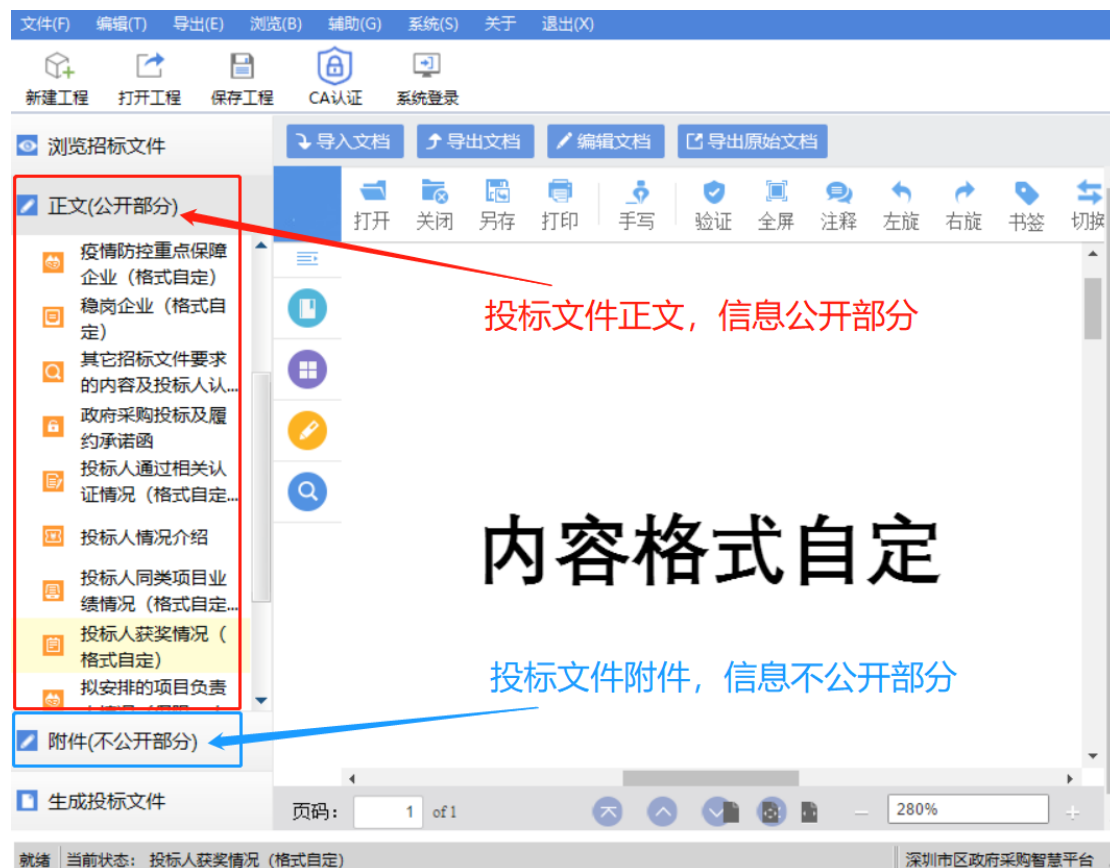 文件(F) 编辑(T) 导出(E) 浏览(B) 辅助(G) 系统(S) 关于 退出(X)
新建工程 打开工程 保存工程 CA认证 系统登录
浏览招标文件
导入文档 导出文档 编辑文档 导出原始文档
正文(公开部分)
打开 关闭 另存 打印 手写 验证 全屏 注释 左旋 右旋 书签 切换
疫情防控重点保障
企业（格式自定）
稳岗企业（格式自
定）
其它招标文件要求
的内容及投标人认...
政府采购投标及履
约承诺函
投标人通过相关认
证情况（格式自定...
投标人情况介绍
投标人同类项目业
绩情况（格式自定...
投标人获奖情况（
格式自定）
拟安排的项目负责
投标文件正文，信息公开部分
内容格式自定
投标文件附件，信息不公开部分
附件(不公开部分)
生成投标文件
页码： 1 of 1 280%
就绪 当前状态： 投标人获奖情况（格式自定） 深圳市区政府采购智慧平台